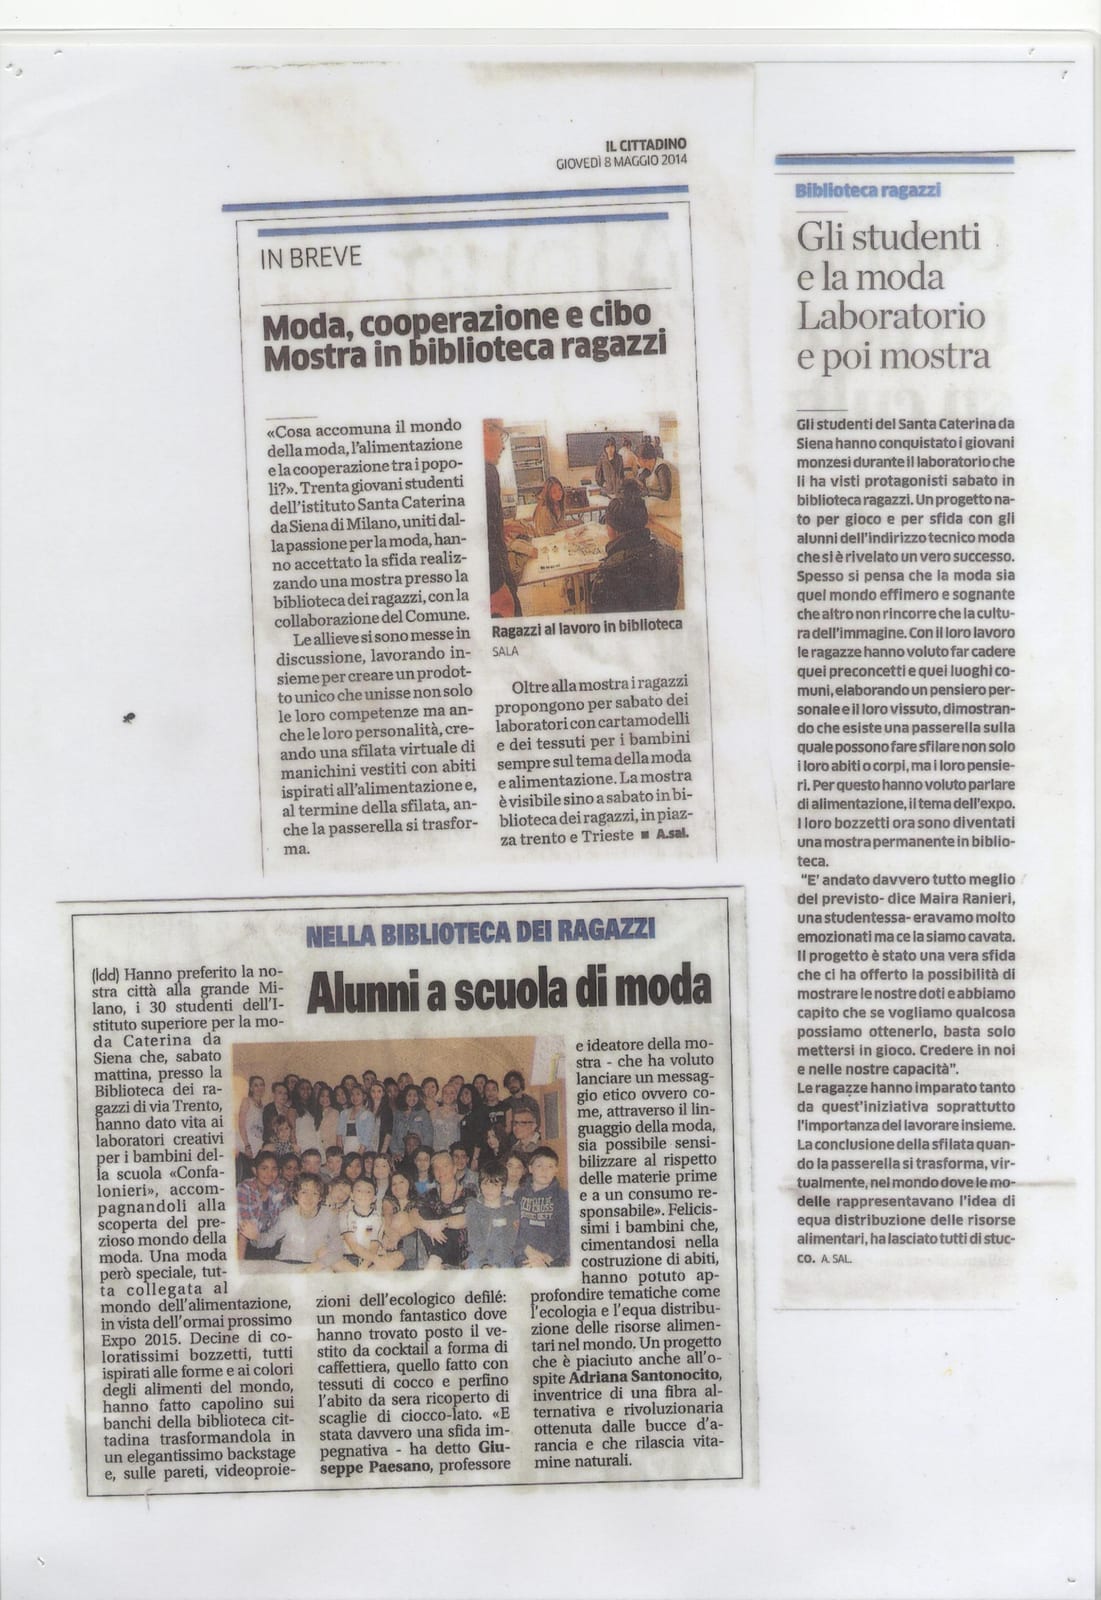 IL CITTADINO
GIOVEDÌ 8 MAGGIO 2014
IN BREVE
Moda, cooperazione e cibo
Mostra in biblioteca ragazzi
«Cosa accomuna il mondo
della moda, l'alimentazione
e la cooperazione tra i popo-
li?». Trenta giovani studenti
dell'istituto Santa Caterina
da Siena di Milano, uniti dal-
la passione per la moda, han-
no accettato la sfida realiz-
zando una mostra presso la
biblioteca dei ragazzi, con la
collaborazione del Comune.
Le allieve si sono messe in
discussione, lavorando in-
sieme per creare un prodot-
to unico che unisse non solo
le loro competenze ma an-
che le loro personalità, cre-
ando una sfilata virtuale di
manichini vestiti con abiti
ispirati all'alimentazione e,
al termine della sfilata, an-
che la passerella si trasfor-
ma.
Ragazzi al lavoro in biblioteca
SALA
Oltre alla mostra i ragazzi
propongono per sabato dei
laboratori con cartamodelli
e dei tessuti per i bambini
sempre sul tema della moda
e alimentazione. La mostra
è visibile sino a sabato in bi-
blioteca dei ragazzi, in piaz-
za trento e Trieste ■ A.sal.
Biblioteca ragazzi
Gli studenti
e la moda
Laboratorio
e poi mostra
Gli studenti del Santa Caterina da
Siena hanno conquistato i giovani
monzesi durante il laboratorio che
li ha visti protagonisti sabato in
biblioteca ragazzi. Un progetto na-
to per gioco e per sfida con gli
alunni dell'indirizzo tecnico moda
che si è rivelato un vero successo.
Spesso si pensa che la moda sia
quel mondo effimero e sognante
che altro non rincorre che la cultu-
ra dell'immagine. Con il loro lavoro
le ragazze hanno voluto far cadere
quei preconcetti e quei luoghi co-
muni, elaborando un pensiero per-
sonale e il loro vissuto, dimostran-
do che esiste una passerella sulla
quale possono fare sfilare non solo
i loro abiti o corpi, ma i loro pensie-
ri. Per questo hanno voluto parlare
di alimentazione, il tema dell'expo.
I loro bozzetti ora sono diventati
una mostra permanente in biblio-
teca.
"E' andato davvero tutto meglio
del previsto- dice Maira Ranieri,
una studentessa- eravamo molto
emozionati ma ce la siamo cavata.
Il progetto è stato una vera sfida
che ci ha offerto la possibilità di
mostrare le nostre doti e abbiamo
capito che se vogliamo qualcosa
possiamo ottenerlo, basta solo
mettersi in gioco. Credere in noi
e nelle nostre capacità".
Le ragazze hanno imparato tanto
da quest'iniziativa soprattutto
l'importanza del lavorare insieme.
La conclusione della sfilata quan-
do la passerella si trasforma, vir-
tualmente, nel mondo dove le mo-
delle rappresentavano l'idea di
equa distribuzione delle risorse
alimentari, ha lasciato tutti di stuc-
co. A. SAL.
NELLA BIBLIOTECA DEI RAGAZZI
Alunni a scuola di moda
(ldd) Hanno preferito la no-
stra città alla grande Mi-
lano, i 30 studenti dell'I-
stituto superiore per la mo-
da Caterina da
Siena che, sabato
mattina, presso la
Biblioteca dei ra-
gazzi di via Trento,
hanno dato vita ai
laboratori creativi
per i bambini del-
la scuola «Confa-
lonieri», accom-
pagnandoli alla
scoperta del pre-
zioso mondo della
moda. Una moda
però speciale, tut-
ta collegata al
mondo dell'alimentazione,
in vista dell'ormai prossimo
Expo 2015. Decine di co-
loratissimi bozzetti, tutti
ispirati alle forme e ai colori
degli alimenti del mondo,
hanno fatto capolino sui
banchi della biblioteca cit-
tadina trasformandola in
un elegantissimo backstage
e, sulle pareti, videoproie-
zioni dell'ecologico defilé:
un mondo fantastico dove
hanno trovato posto il ve-
stito da cocktail a forma di
caffettiera, quello fatto con
tessuti di cocco e perfino
l'abito da sera ricoperto di
scaglie di ciocco-lato. «E
stata davvero una sfida im-
pegnativa - ha detto Giu-
seppe Paesano, professore
e ideatore della mo-
stra - che ha voluto
lanciare un messag-
gio etico ovvero co-
me, attraverso il lin-
guaggio della moda,
sia possibile sensi-
bilizzare al rispetto
delle materie prime
e a un consumo re-
sponsabile». Felicis-
simi i bambini che,
cimentandosi nella
costruzione di abiti,
hanno potuto ap-
profondire tematiche come
l'ecologia e l'equa distribu-
zione delle risorse alimen-
tari nel mondo. Un progetto
che è piaciuto anche all'o-
spite Adriana Santonocito,
inventrice di una fibra al-
ternativa e rivoluzionaria
ottenuta dalle bucce d'a-
rancia e che rilascia vita-
mine naturali.